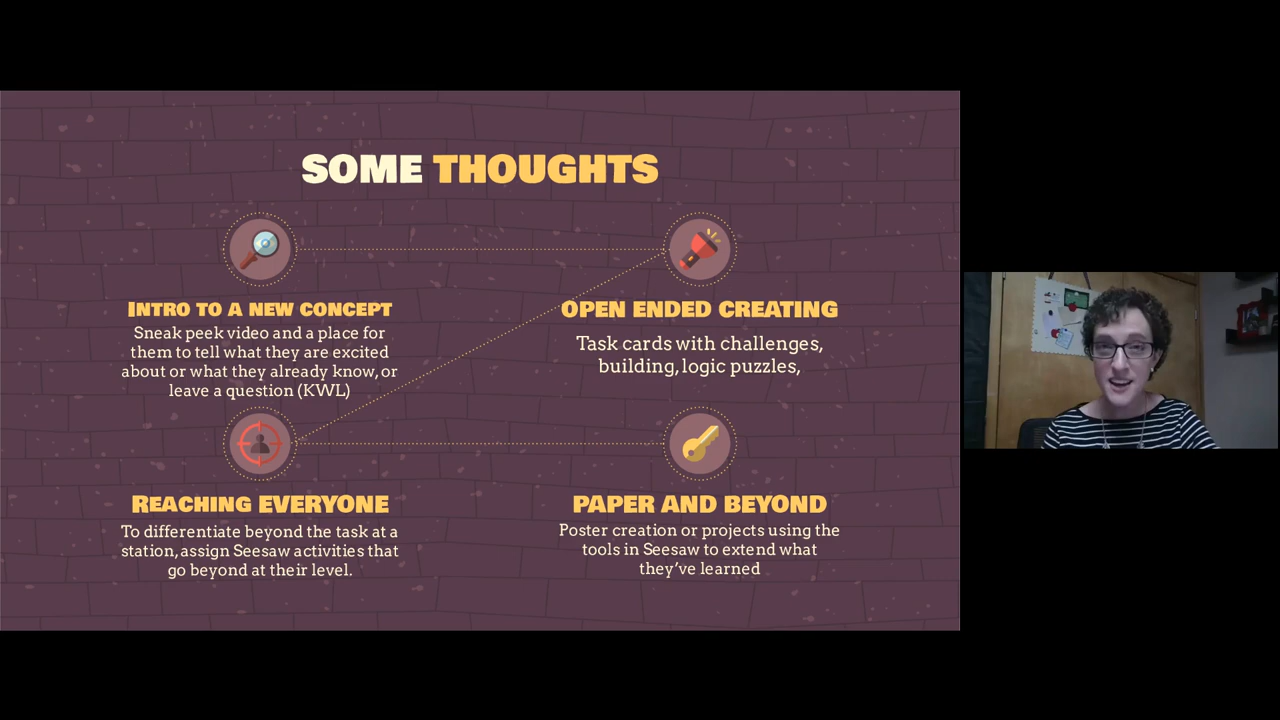 SOME THOUGHTS
INTRO TO A NEW CONCEPT
Sneak peek video and a place for
them to tell what they are excited
about or what they already know, or
leave a question (KWL)
OPEN ENDED CREATING
Task cards with challenges,
building, logic puzzles,
REACHING EVERYONE
To differentiate beyond the task at a
station, assign Seesaw activities that
go beyond at their level.
PAPER AND BEYOND
Poster creation or projects using the
tools in Seesaw to extend what
they've learned